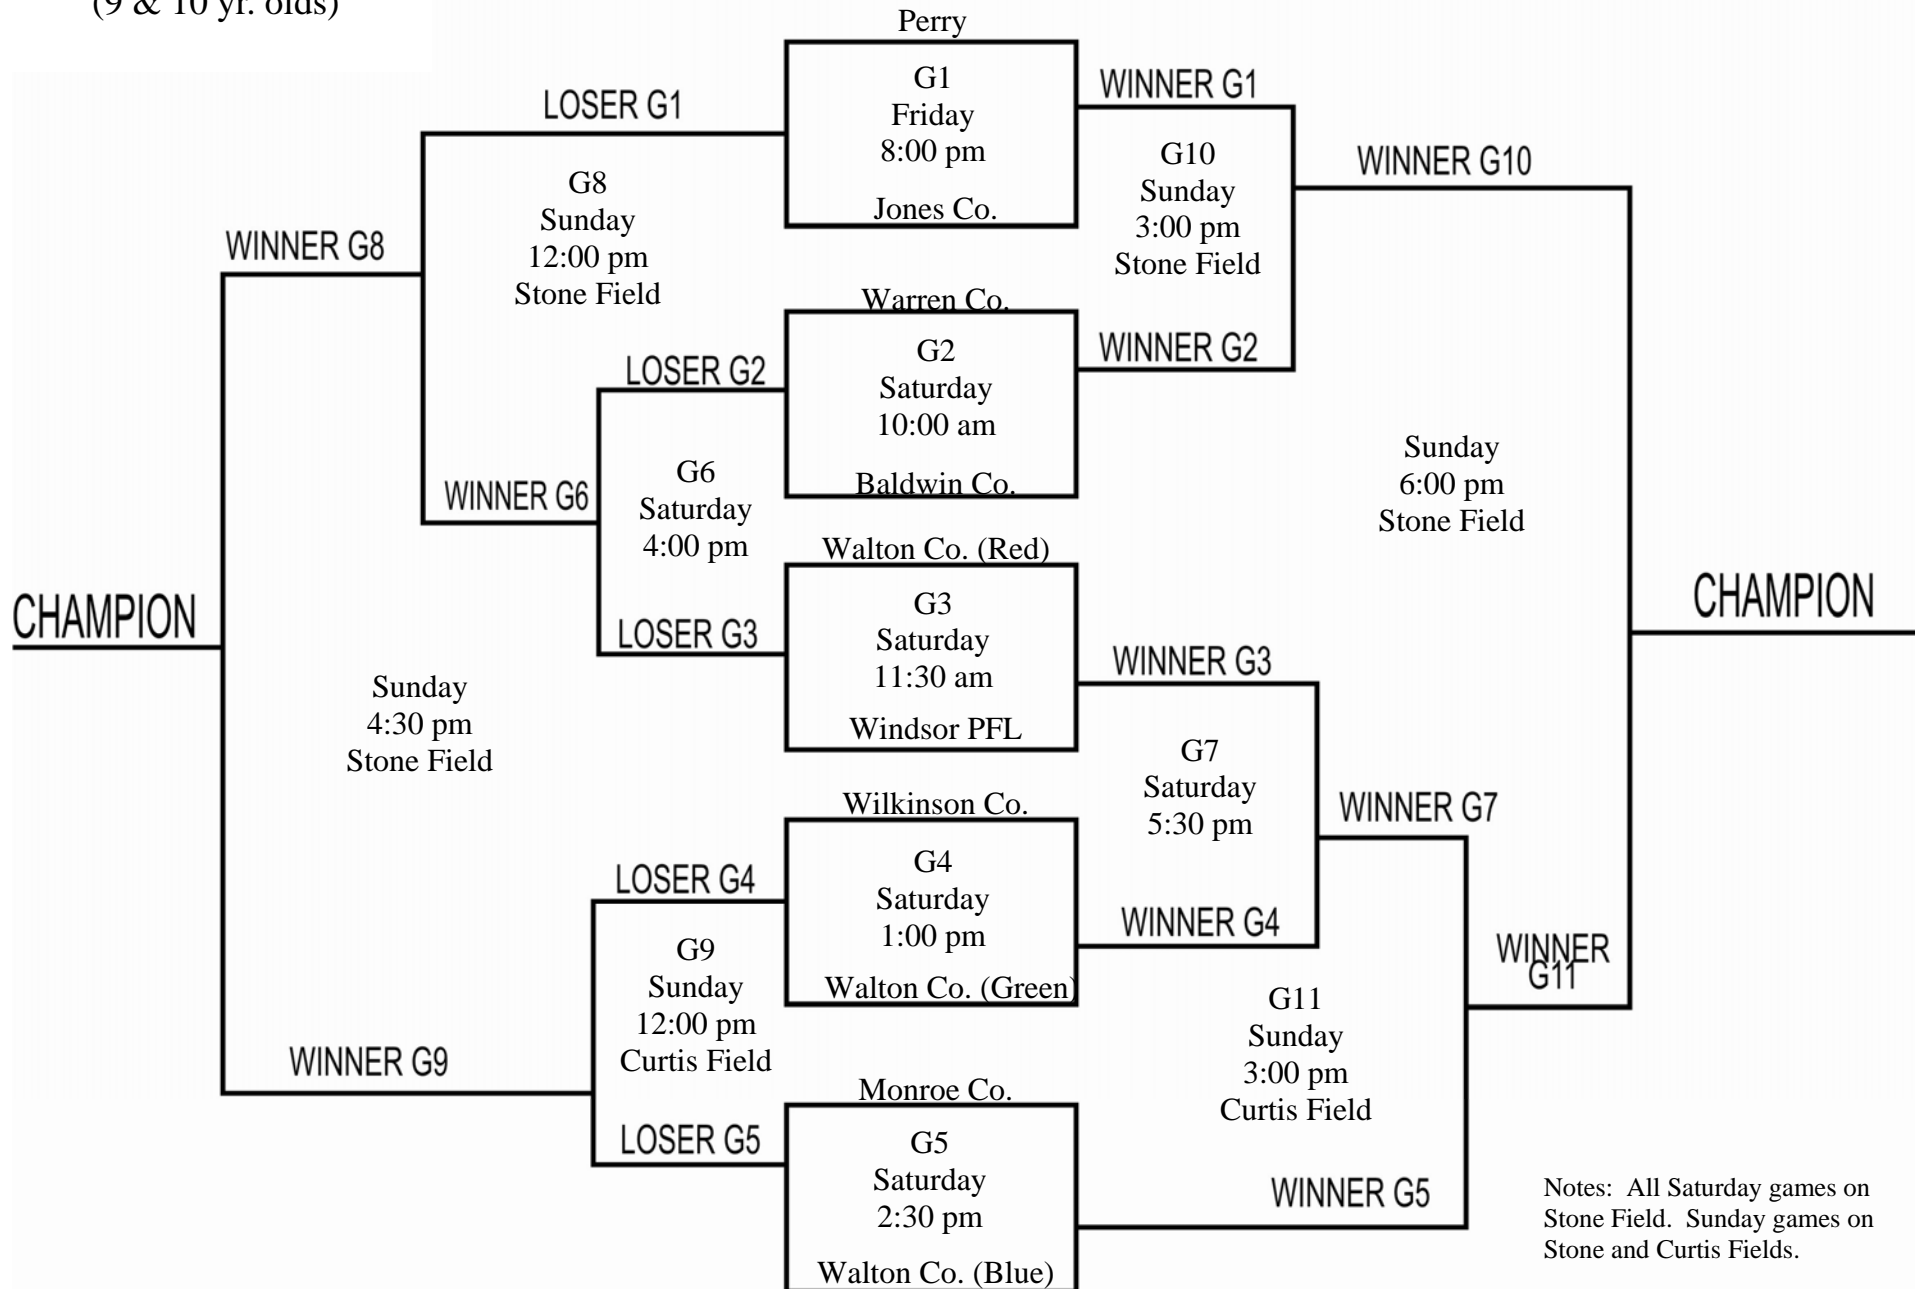 (9 & 10 yr. olds)
Perry
G1
Friday
8:00 pm
Jones Co.
LOSER G1
WINNER G1
G8
Sunday
12:00 pm
Stone Field
G10
Sunday
3:00 pm
Stone Field
WINNER G10
WINNER G8
Warren Co.
G2
Saturday
10:00 am
Baldwin Co.
LOSER G2
WINNER G2
G6
Saturday
4:00 pm
WINNER G6
Sunday
6:00 pm
Stone Field
Walton Co. (Red)
G3
Saturday
11:30 am
Windsor PFL
LOSER G3
WINNER G3
CHAMPION
CHAMPION
Sunday
4:30 pm
Stone Field
G7
Saturday
5:30 pm
WINNER G7
Wilkinson Co.
G4
Saturday
1:00 pm
Walton Co. (Green)
LOSER G4
WINNER G4
G9
Sunday
12:00 pm
Curtis Field
WINNER
G11
G11
Sunday
3:00 pm
Curtis Field
WINNER G9
Monroe Co.
G5
Saturday
2:30 pm
Walton Co. (Blue)
LOSER G5
WINNER G5
Notes:  All Saturday games on
Stone Field.  Sunday games on
Stone and Curtis Fields.